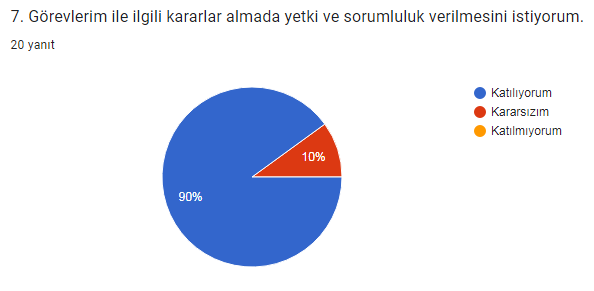 7. Görevlerim ile ilgili kararlar almada yetki ve sorumluluk verilmesini istiyorum.
20 yanıt
Katılıyorum
Kararsızım
Katılmıyorum
10%
90%